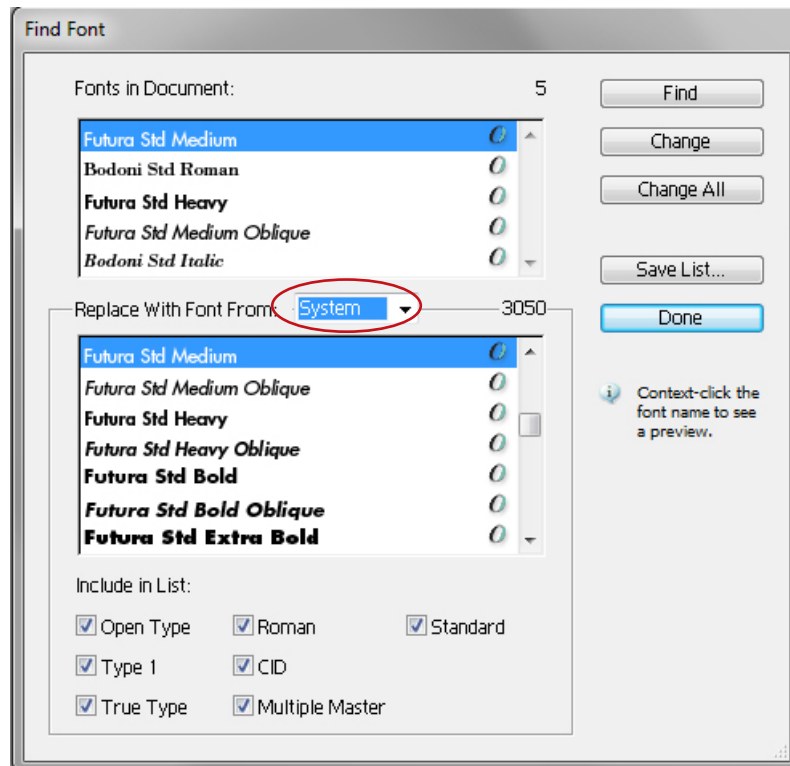 Find Font
Fonts in Document: 5
Futura Std Medium O
Bodoni Std Roman O
Futura Std Heavy O
Futura Std Medium Oblique O
Bodoni Std Italic O
Replace With Font From: System 3050
Futura Std Medium O
Futura Std Medium Oblique O
Futura Std Heavy O
Futura Std Heavy Oblique O
Futura Std Bold O
Futura Std Bold Oblique O
Futura Std Extra Bold O
Include in List:
Open Type Roman Standard
Type 1 CID
True Type Multiple Master
Find
Change
Change All
Save List...
Done
Context-click the
font name to see
a preview.